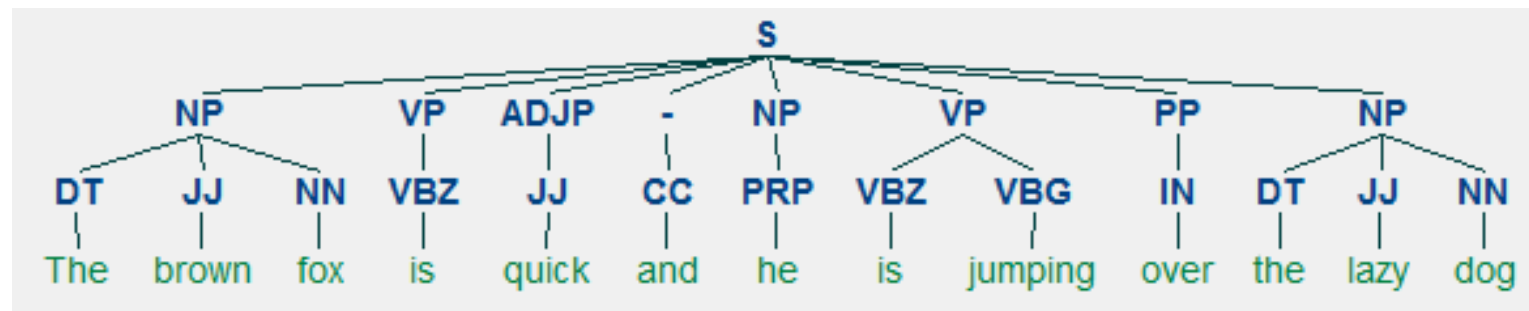 S
NP VP ADJP - NP VP PP NP
DT JJ NN VBZ JJ CC PRP VBZ VBG IN DT JJ NN
The brown fox is quick and he is jumping over the lazy dog